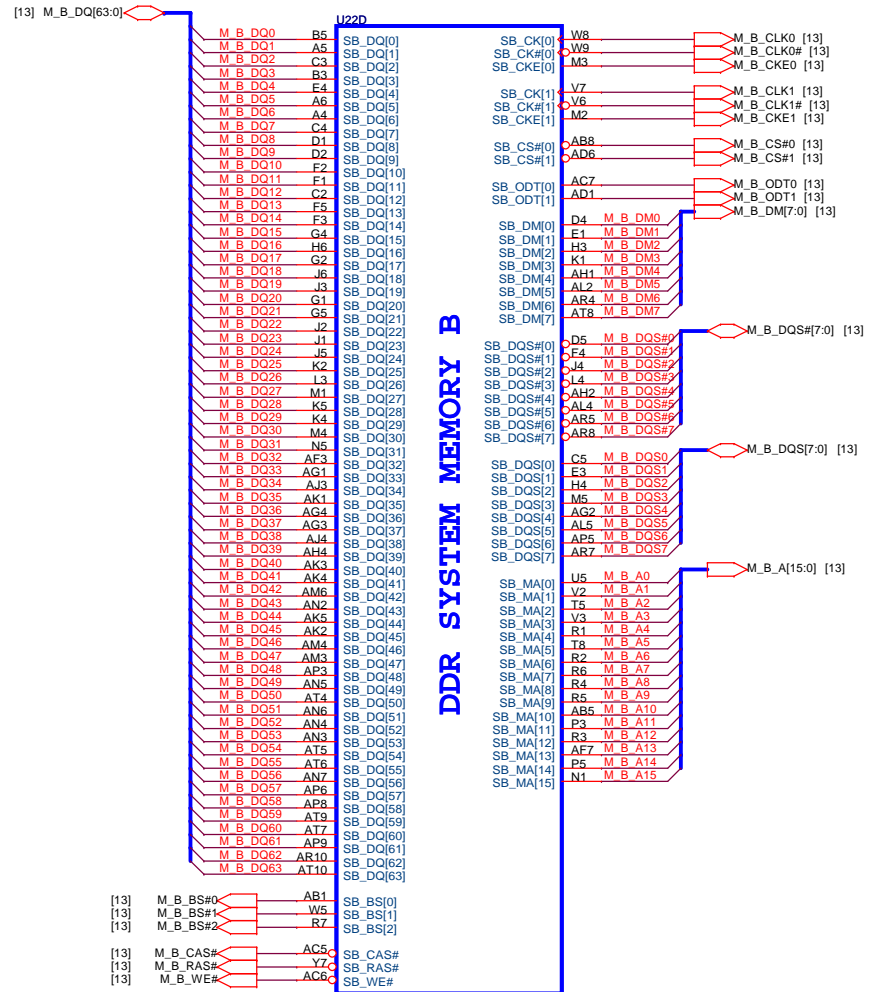 [13] M_B_DQ[63:0]
U22D
M_B_DQ0 B5 SB_DQ[0]
M_B_DQ1 A5 SB_DQ[1]
M_B_DQ2 C3 SB_DQ[2]
M_B_DQ3 B3 SB_DQ[3]
M_B_DQ4 E4 SB_DQ[4]
M_B_DQ5 A6 SB_DQ[5]
M_B_DQ6 A4 SB_DQ[6]
M_B_DQ7 C4 SB_DQ[7]
M_B_DQ8 D1 SB_DQ[8]
M_B_DQ9 D2 SB_DQ[9]
M_B_DQ10 F2 SB_DQ[10]
M_B_DQ11 F1 SB_DQ[11]
M_B_DQ12 C2 SB_DQ[12]
M_B_DQ13 F5 SB_DQ[13]
M_B_DQ14 F3 SB_DQ[14]
M_B_DQ15 G4 SB_DQ[15]
M_B_DQ16 H6 SB_DQ[16]
M_B_DQ17 G2 SB_DQ[17]
M_B_DQ18 J6 SB_DQ[18]
M_B_DQ19 J3 SB_DQ[19]
M_B_DQ20 G1 SB_DQ[20]
M_B_DQ21 G5 SB_DQ[21]
M_B_DQ22 J2 SB_DQ[22]
M_B_DQ23 J1 SB_DQ[23]
M_B_DQ24 J5 SB_DQ[24]
M_B_DQ25 K2 SB_DQ[25]
M_B_DQ26 L3 SB_DQ[26]
M_B_DQ27 M1 SB_DQ[27]
M_B_DQ28 K5 SB_DQ[28]
M_B_DQ29 K4 SB_DQ[29]
M_B_DQ30 M4 SB_DQ[30]
M_B_DQ31 N5 SB_DQ[31]
M_B_DQ32 AF3 SB_DQ[32]
M_B_DQ33 AG1 SB_DQ[33]
M_B_DQ34 AJ3 SB_DQ[34]
M_B_DQ35 AK1 SB_DQ[35]
M_B_DQ36 AG4 SB_DQ[36]
M_B_DQ37 AG3 SB_DQ[37]
M_B_DQ38 AJ4 SB_DQ[38]
M_B_DQ39 AH4 SB_DQ[39]
M_B_DQ40 AK3 SB_DQ[40]
M_B_DQ41 AK4 SB_DQ[41]
M_B_DQ42 AM6 SB_DQ[42]
M_B_DQ43 AN2 SB_DQ[43]
M_B_DQ44 AK5 SB_DQ[44]
M_B_DQ45 AK2 SB_DQ[45]
M_B_DQ46 AM4 SB_DQ[46]
M_B_DQ47 AM3 SB_DQ[47]
M_B_DQ48 AP3 SB_DQ[48]
M_B_DQ49 AN5 SB_DQ[49]
M_B_DQ50 AT4 SB_DQ[50]
M_B_DQ51 AN6 SB_DQ[51]
M_B_DQ52 AN4 SB_DQ[52]
M_B_DQ53 AN3 SB_DQ[53]
M_B_DQ54 AT5 SB_DQ[54]
M_B_DQ55 AT6 SB_DQ[55]
M_B_DQ56 AN7 SB_DQ[56]
M_B_DQ57 AP6 SB_DQ[57]
M_B_DQ58 AP8 SB_DQ[58]
M_B_DQ59 AT9 SB_DQ[59]
M_B_DQ60 AT7 SB_DQ[60]
M_B_DQ61 AP9 SB_DQ[61]
M_B_DQ62 AR10 SB_DQ[62]
M_B_DQ63 AT10 SB_DQ[63]
[13] M_B_BS#0 AB1 SB_BS[0]
[13] M_B_BS#1 W5 SB_BS[1]
[13] M_B_BS#2 R7 SB_BS[2]
[13] M_B_CAS# AC5 SB_CAS#
[13] M_B_RAS# Y7 SB_RAS#
[13] M_B_WE# AC6 SB_WE#
DDR SYSTEM MEMORY B
SB_CK[0] W8 M_B_CLK0 [13]
SB_CK#[0] W9 M_B_CLK0# [13]
SB_CKE[0] M3 M_B_CKE0 [13]
SB_CK[1] V7 M_B_CLK1 [13]
SB_CK#[1] V6 M_B_CLK1# [13]
SB_CKE[1] M2 M_B_CKE1 [13]
SB_CS#[0] AB8 M_B_CS#0 [13]
SB_CS#[1] AD6 M_B_CS#1 [13]
SB_ODT[0] AC7 M_B_ODT0 [13]
SB_ODT[1] AD1 M_B_ODT1 [13]
M_B_DM[7:0] [13]
SB_DM[0] D4 M_B_DM0
SB_DM[1] E1 M_B_DM1
SB_DM[2] H3 M_B_DM2
SB_DM[3] K1 M_B_DM3
SB_DM[4] AH1 M_B_DM4
SB_DM[5] AL2 M_B_DM5
SB_DM[6] AR4 M_B_DM6
SB_DM[7] AT8 M_B_DM7
M_B_DQS#[7:0] [13]
SB_DQS#[0] D5 M_B_DQS#0
SB_DQS#[1] F4 M_B_DQS#1
SB_DQS#[2] J4 M_B_DQS#2
SB_DQS#[3] L4 M_B_DQS#3
SB_DQS#[4] AH2 M_B_DQS#4
SB_DQS#[5] AL4 M_B_DQS#5
SB_DQS#[6] AR5 M_B_DQS#6
SB_DQS#[7] AR8 M_B_DQS#7
M_B_DQS[7:0] [13]
SB_DQS[0] C5 M_B_DQS0
SB_DQS[1] E3 M_B_DQS1
SB_DQS[2] H4 M_B_DQS2
SB_DQS[3] M5 M_B_DQS3
SB_DQS[4] AG2 M_B_DQS4
SB_DQS[5] AL5 M_B_DQS5
SB_DQS[6] AP5 M_B_DQS6
SB_DQS[7] AR7 M_B_DQS7
M_B_A[15:0] [13]
SB_MA[0] U5 M_B_A0
SB_MA[1] V2 M_B_A1
SB_MA[2] T5 M_B_A2
SB_MA[3] V3 M_B_A3
SB_MA[4] R1 M_B_A4
SB_MA[5] T8 M_B_A5
SB_MA[6] R2 M_B_A6
SB_MA[7] R6 M_B_A7
SB_MA[8] R4 M_B_A8
SB_MA[9] R5 M_B_A9
SB_MA[10] AB5 M_B_A10
SB_MA[11] P3 M_B_A11
SB_MA[12] R3 M_B_A12
SB_MA[13] AF7 M_B_A13
SB_MA[14] P5 M_B_A14
SB_MA[15] N1 M_B_A15